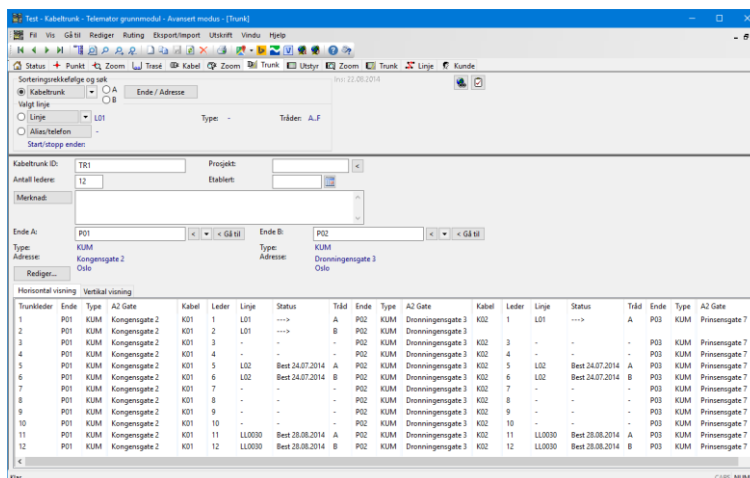 Test - Kabeltrunk - Telemator grunnmodul - Avansert modus - [Trunk]
Fil Vis Gå til Rediger Ruting Eksport/Import Utskrift Vindu Hjelp
Status Punkt Zoom Trasé Kabel Zoom Trunk Utstyr Zoom Trunk Linje Kunde
Sorteringsrekkefølge og søk
Ins: 22.08.2014
Kabeltrunk A B Ende / Adresse
Valgt linje
Linje L01 Type: - Tråder: A..F
Alias/telefon -
Start/stopp ender:
Kabeltrunk ID: TR1 Prosjekt: <
Antall ledere: 12 Etablert:
Merknad:
Ende A: P01 < < Gå til Ende B: P02 < < Gå til
Type: KUM Type: KUM
Adresse: Kongensgate 2 Adresse: Dronningensgate 3
Oslo Oslo
Rediger...
Horisontal visning Vertikal visning
Trunkleder Ende Type A2 Gate Kabel Leder Linje Status Tråd Ende Type A2 Gate Kabel Leder Linje Status Tråd Ende Type A2 Gate
1 P01 KUM Kongensgate 2 K01 1 L01 ---> A P02 KUM Dronningensgate 3 K02 1 L01 ---> A P03 KUM Prinsensgate 7
2 P01 KUM Kongensgate 2 K01 2 L01 ---> B P02 KUM Dronningensgate 3
3 P01 KUM Kongensgate 2 K01 3 - - - P02 KUM Dronningensgate 3 K02 3 - - - P03 KUM Prinsensgate 7
4 P01 KUM Kongensgate 2 K01 4 - - - P02 KUM Dronningensgate 3 K02 4 - - - P03 KUM Prinsensgate 7
5 P01 KUM Kongensgate 2 K01 5 L02 Best 24.07.2014 A P02 KUM Dronningensgate 3 K02 5 L02 Best 24.07.2014 A P03 KUM Prinsensgate 7
6 P01 KUM Kongensgate 2 K01 6 L02 Best 24.07.2014 B P02 KUM Dronningensgate 3 K02 6 L02 Best 24.07.2014 B P03 KUM Prinsensgate 7
7 P01 KUM Kongensgate 2 K01 7 - - - P02 KUM Dronningensgate 3 K02 7 - - - P03 KUM Prinsensgate 7
8 P01 KUM Kongensgate 2 K01 8 - - - P02 KUM Dronningensgate 3 K02 8 - - - P03 KUM Prinsensgate 7
9 P01 KUM Kongensgate 2 K01 9 - - - P02 KUM Dronningensgate 3 K02 9 - - - P03 KUM Prinsensgate 7
10 P01 KUM Kongensgate 2 K01 10 - - - P02 KUM Dronningensgate 3 K02 10 - - - P03 KUM Prinsensgate 7
11 P01 KUM Kongensgate 2 K01 11 LL0030 Best 28.08.2014 A P02 KUM Dronningensgate 3 K02 11 LL0030 Best 28.08.2014 A P03 KUM Prinsensgate 7
12 P01 KUM Kongensgate 2 K01 12 LL0030 Best 28.08.2014 B P02 KUM Dronningensgate 3 K02 12 LL0030 Best 28.08.2014 B P03 KUM Prinsensgate 7
Klar CAPS NUM